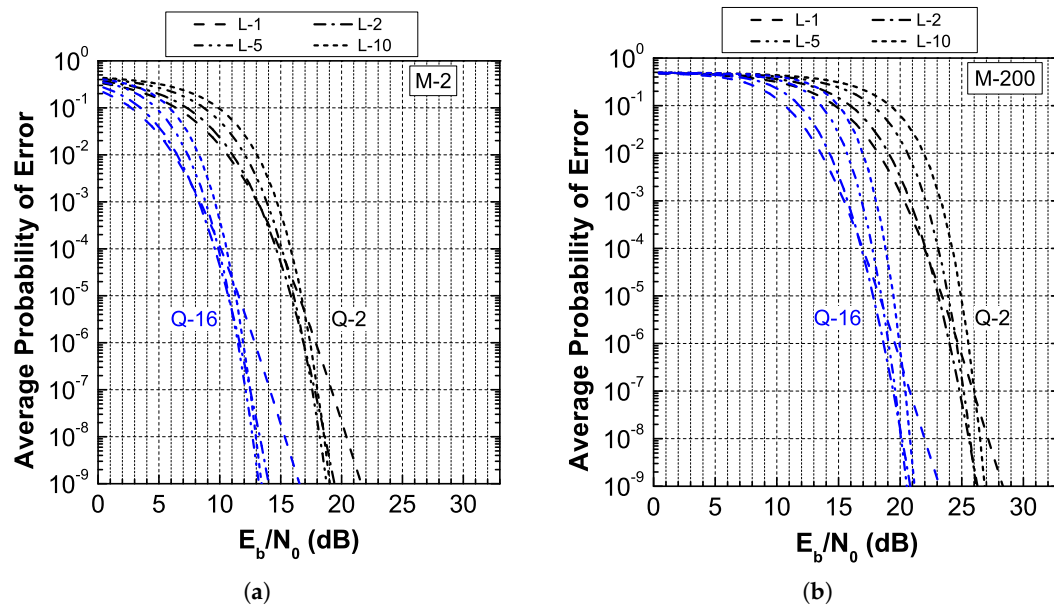 L-1 L-2
L-5 L-10
M-2
Average Probability of Error
10⁰
10⁻¹
10⁻²
10⁻³
10⁻⁴
10⁻⁵
10⁻⁶
10⁻⁷
10⁻⁸
10⁻⁹
Q-16 Q-2
0 5 10 15 20 25 30
E_b/N_0 (dB)
(a)
L-1 L-2
L-5 L-10
M-200
Average Probability of Error
10⁰
10⁻¹
10⁻²
10⁻³
10⁻⁴
10⁻⁵
10⁻⁶
10⁻⁷
10⁻⁸
10⁻⁹
Q-16 Q-2
0 5 10 15 20 25 30
E_b/N_0 (dB)
(b)